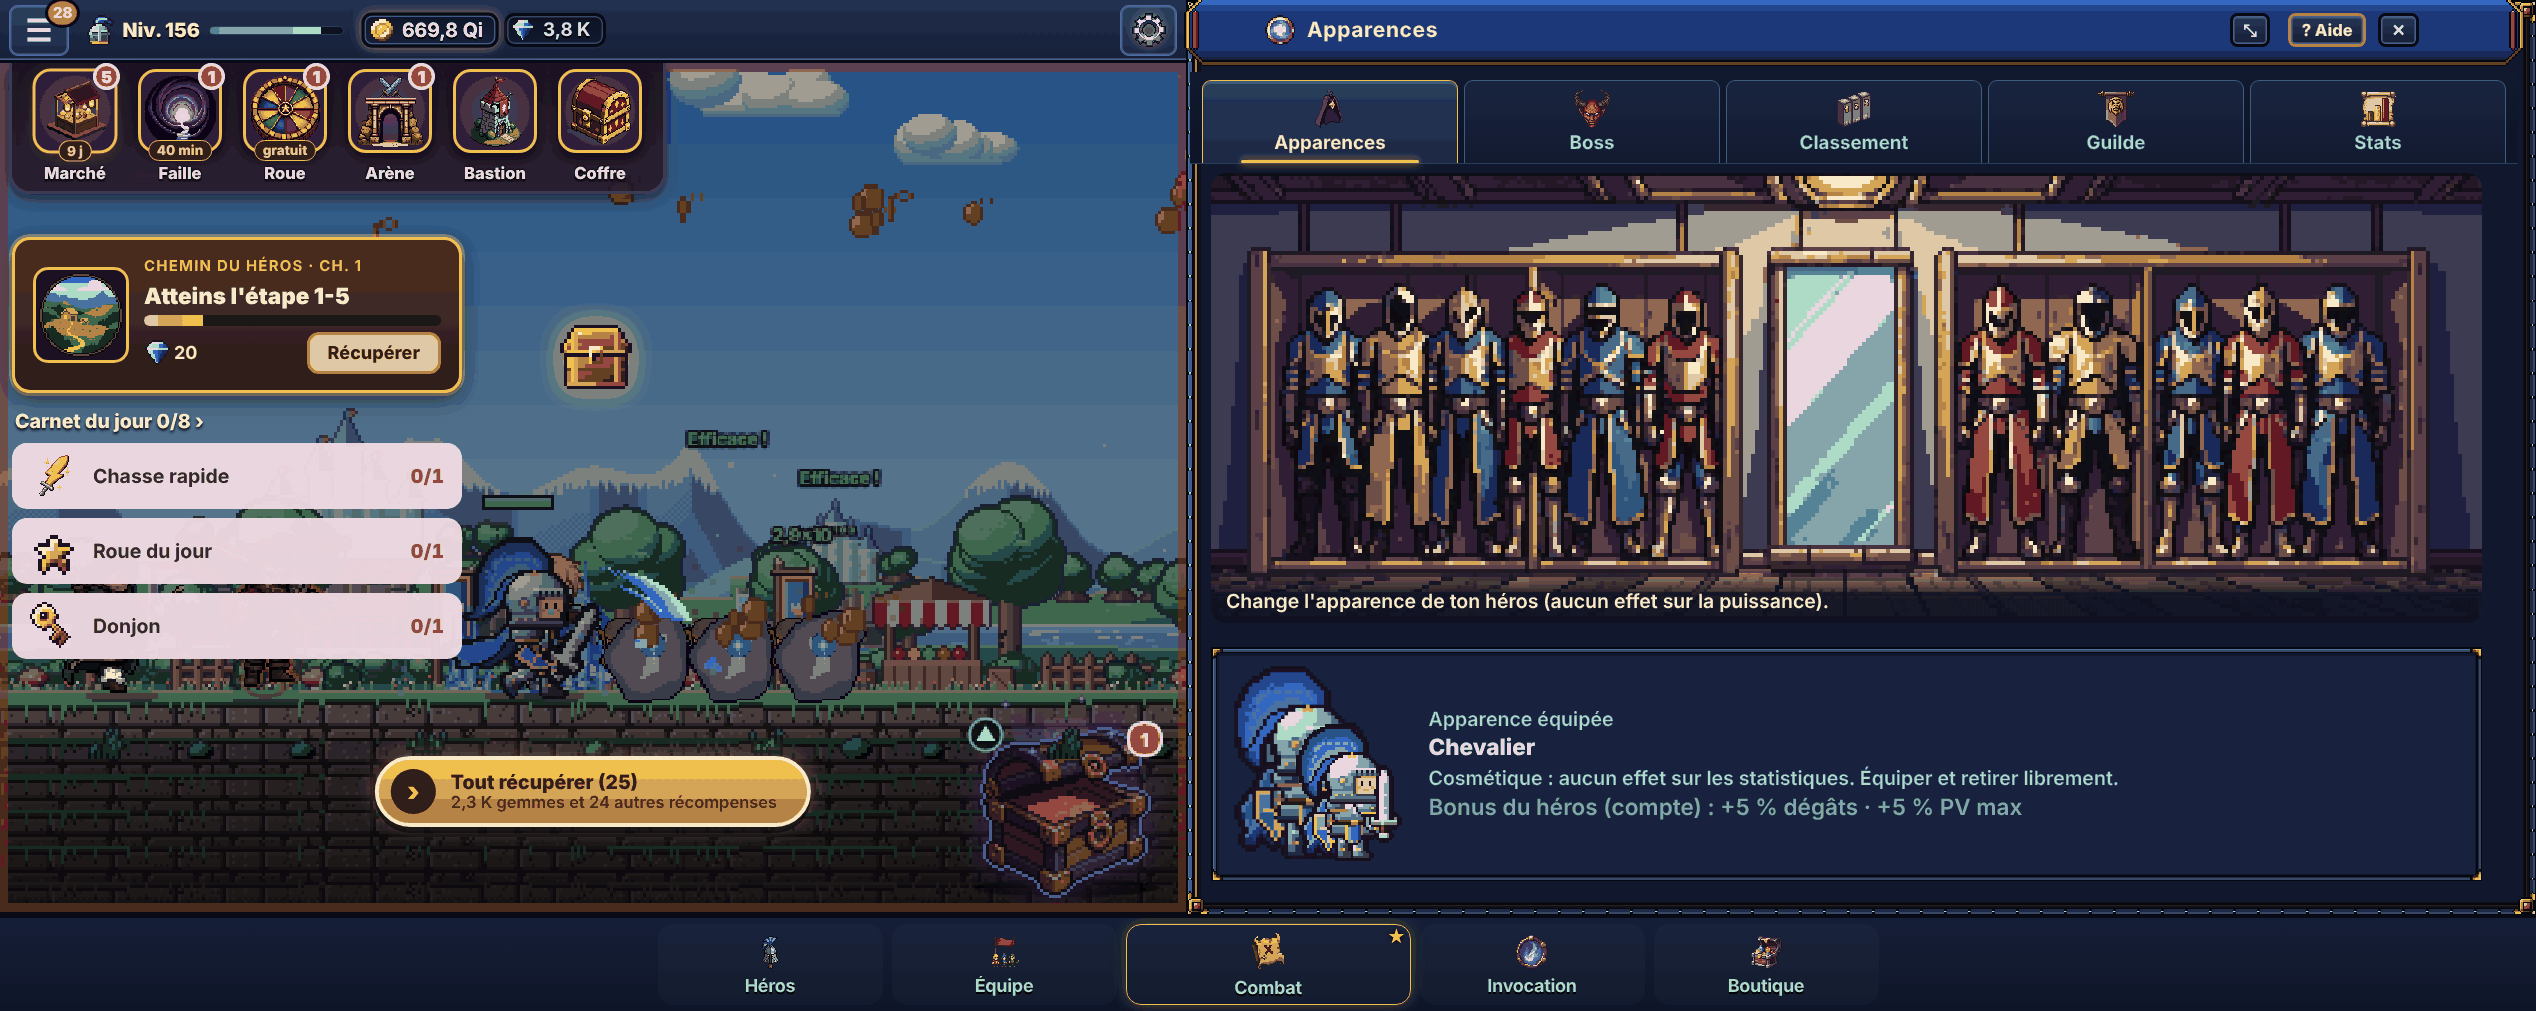 28
Niv. 156
669,8 Qi
3,8 K
5
1
1
1
9 j
40 min
gratuit
Marché
Faille
Roue
Arène
Bastion
Coffre
CHEMIN DU HÉROS · CH. 1
Atteins l'étape 1-5
20
Récupérer
Carnet du jour 0/8 ›
Chasse rapide 0/1
Roue du jour 0/1
Donjon 0/1
Efficace !
Efficace !
Tout récupérer (25)
2,3 K gemmes et 24 autres récompenses
1
Apparences
? Aide
Apparences
Boss
Classement
Guilde
Stats
Change l'apparence de ton héros (aucun effet sur la puissance).
Apparence équipée
Chevalier
Cosmétique : aucun effet sur les statistiques. Équiper et retirer librement.
Bonus du héros (compte) : +5 % dégâts · +5 % PV max
Héros
Équipe
Combat
Invocation
Boutique